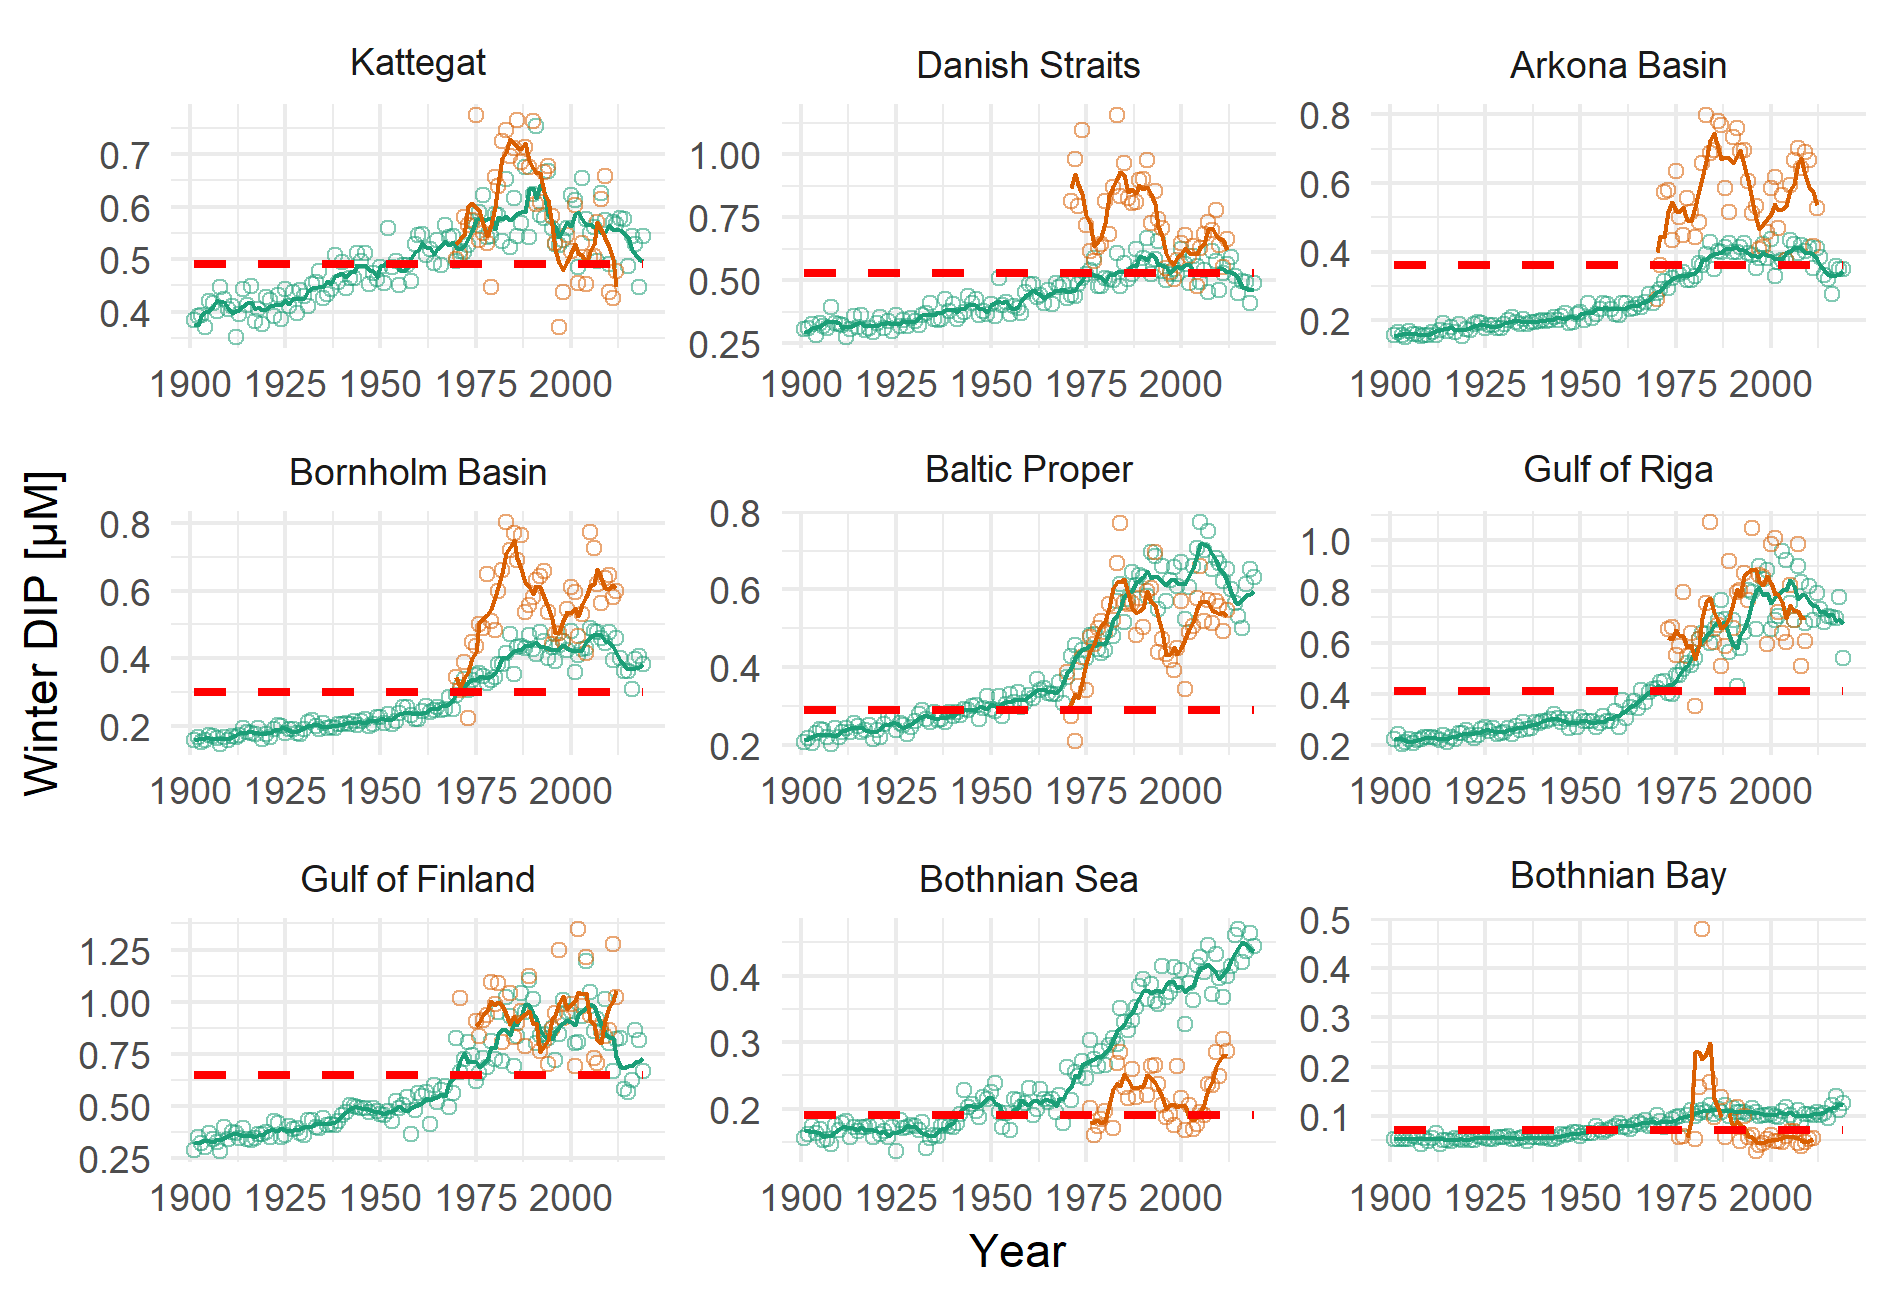 Kattegat
Danish Straits
Arkona Basin
0.7
0.6
0.5
0.4
1900 1925 1950 1975 2000
1.00
0.75
0.50
0.25
1900 1925 1950 1975 2000
0.8
0.6
0.4
0.2
1900 1925 1950 1975 2000
Winter DIP [µM]
Bornholm Basin
Baltic Proper
Gulf of Riga
0.8
0.6
0.4
0.2
1900 1925 1950 1975 2000
0.8
0.6
0.4
0.2
1900 1925 1950 1975 2000
1.0
0.8
0.6
0.4
0.2
1900 1925 1950 1975 2000
Gulf of Finland
Bothnian Sea
Bothnian Bay
1.25
1.00
0.75
0.50
0.25
1900 1925 1950 1975 2000
0.4
0.3
0.2
1900 1925 1950 1975 2000
0.5
0.4
0.3
0.2
0.1
1900 1925 1950 1975 2000
Year